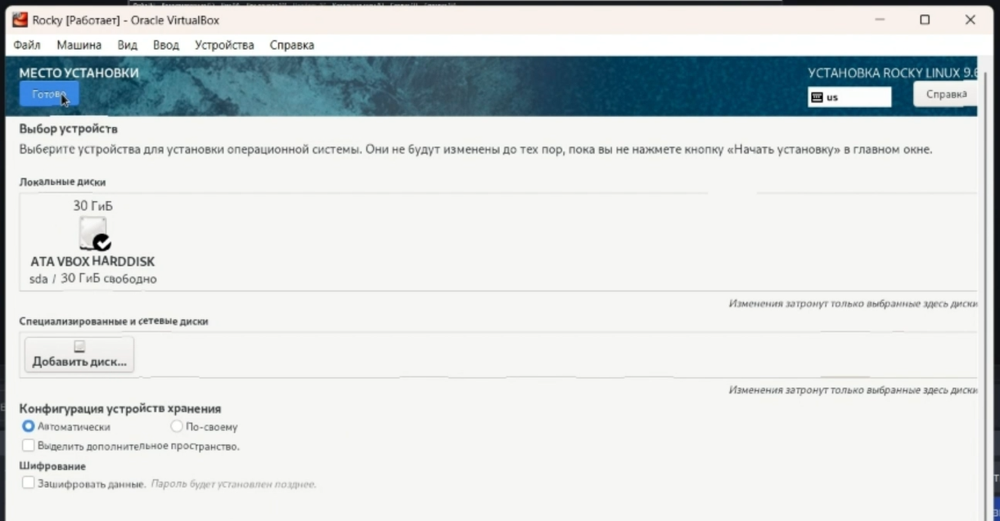 Rocky [Работает] - Oracle VirtualBox
Файл Машина Вид Ввод Устройства Справка
МЕСТО УСТАНОВКИ
УСТАНОВКА ROCKY LINUX 9.6
Готово
us
Справка
Выбор устройств
Выберите устройства для установки операционной системы. Они не будут изменены до тех пор, пока вы не нажмете кнопку «Начать установку» в главном окне.
Локальные диски
30 ГиБ
ATA VBOX HARDDISK
sda / 30 ГиБ свободно
Изменения затронут только выбранные здесь диски
Специализированные и сетевые диски
Добавить диск...
Изменения затронут только выбранные здесь диски
Конфигурация устройств хранения
Автоматически По-своему
Выделить дополнительное пространство.
Шифрование
Зашифровать данные. Пароль будет установлен позднее.